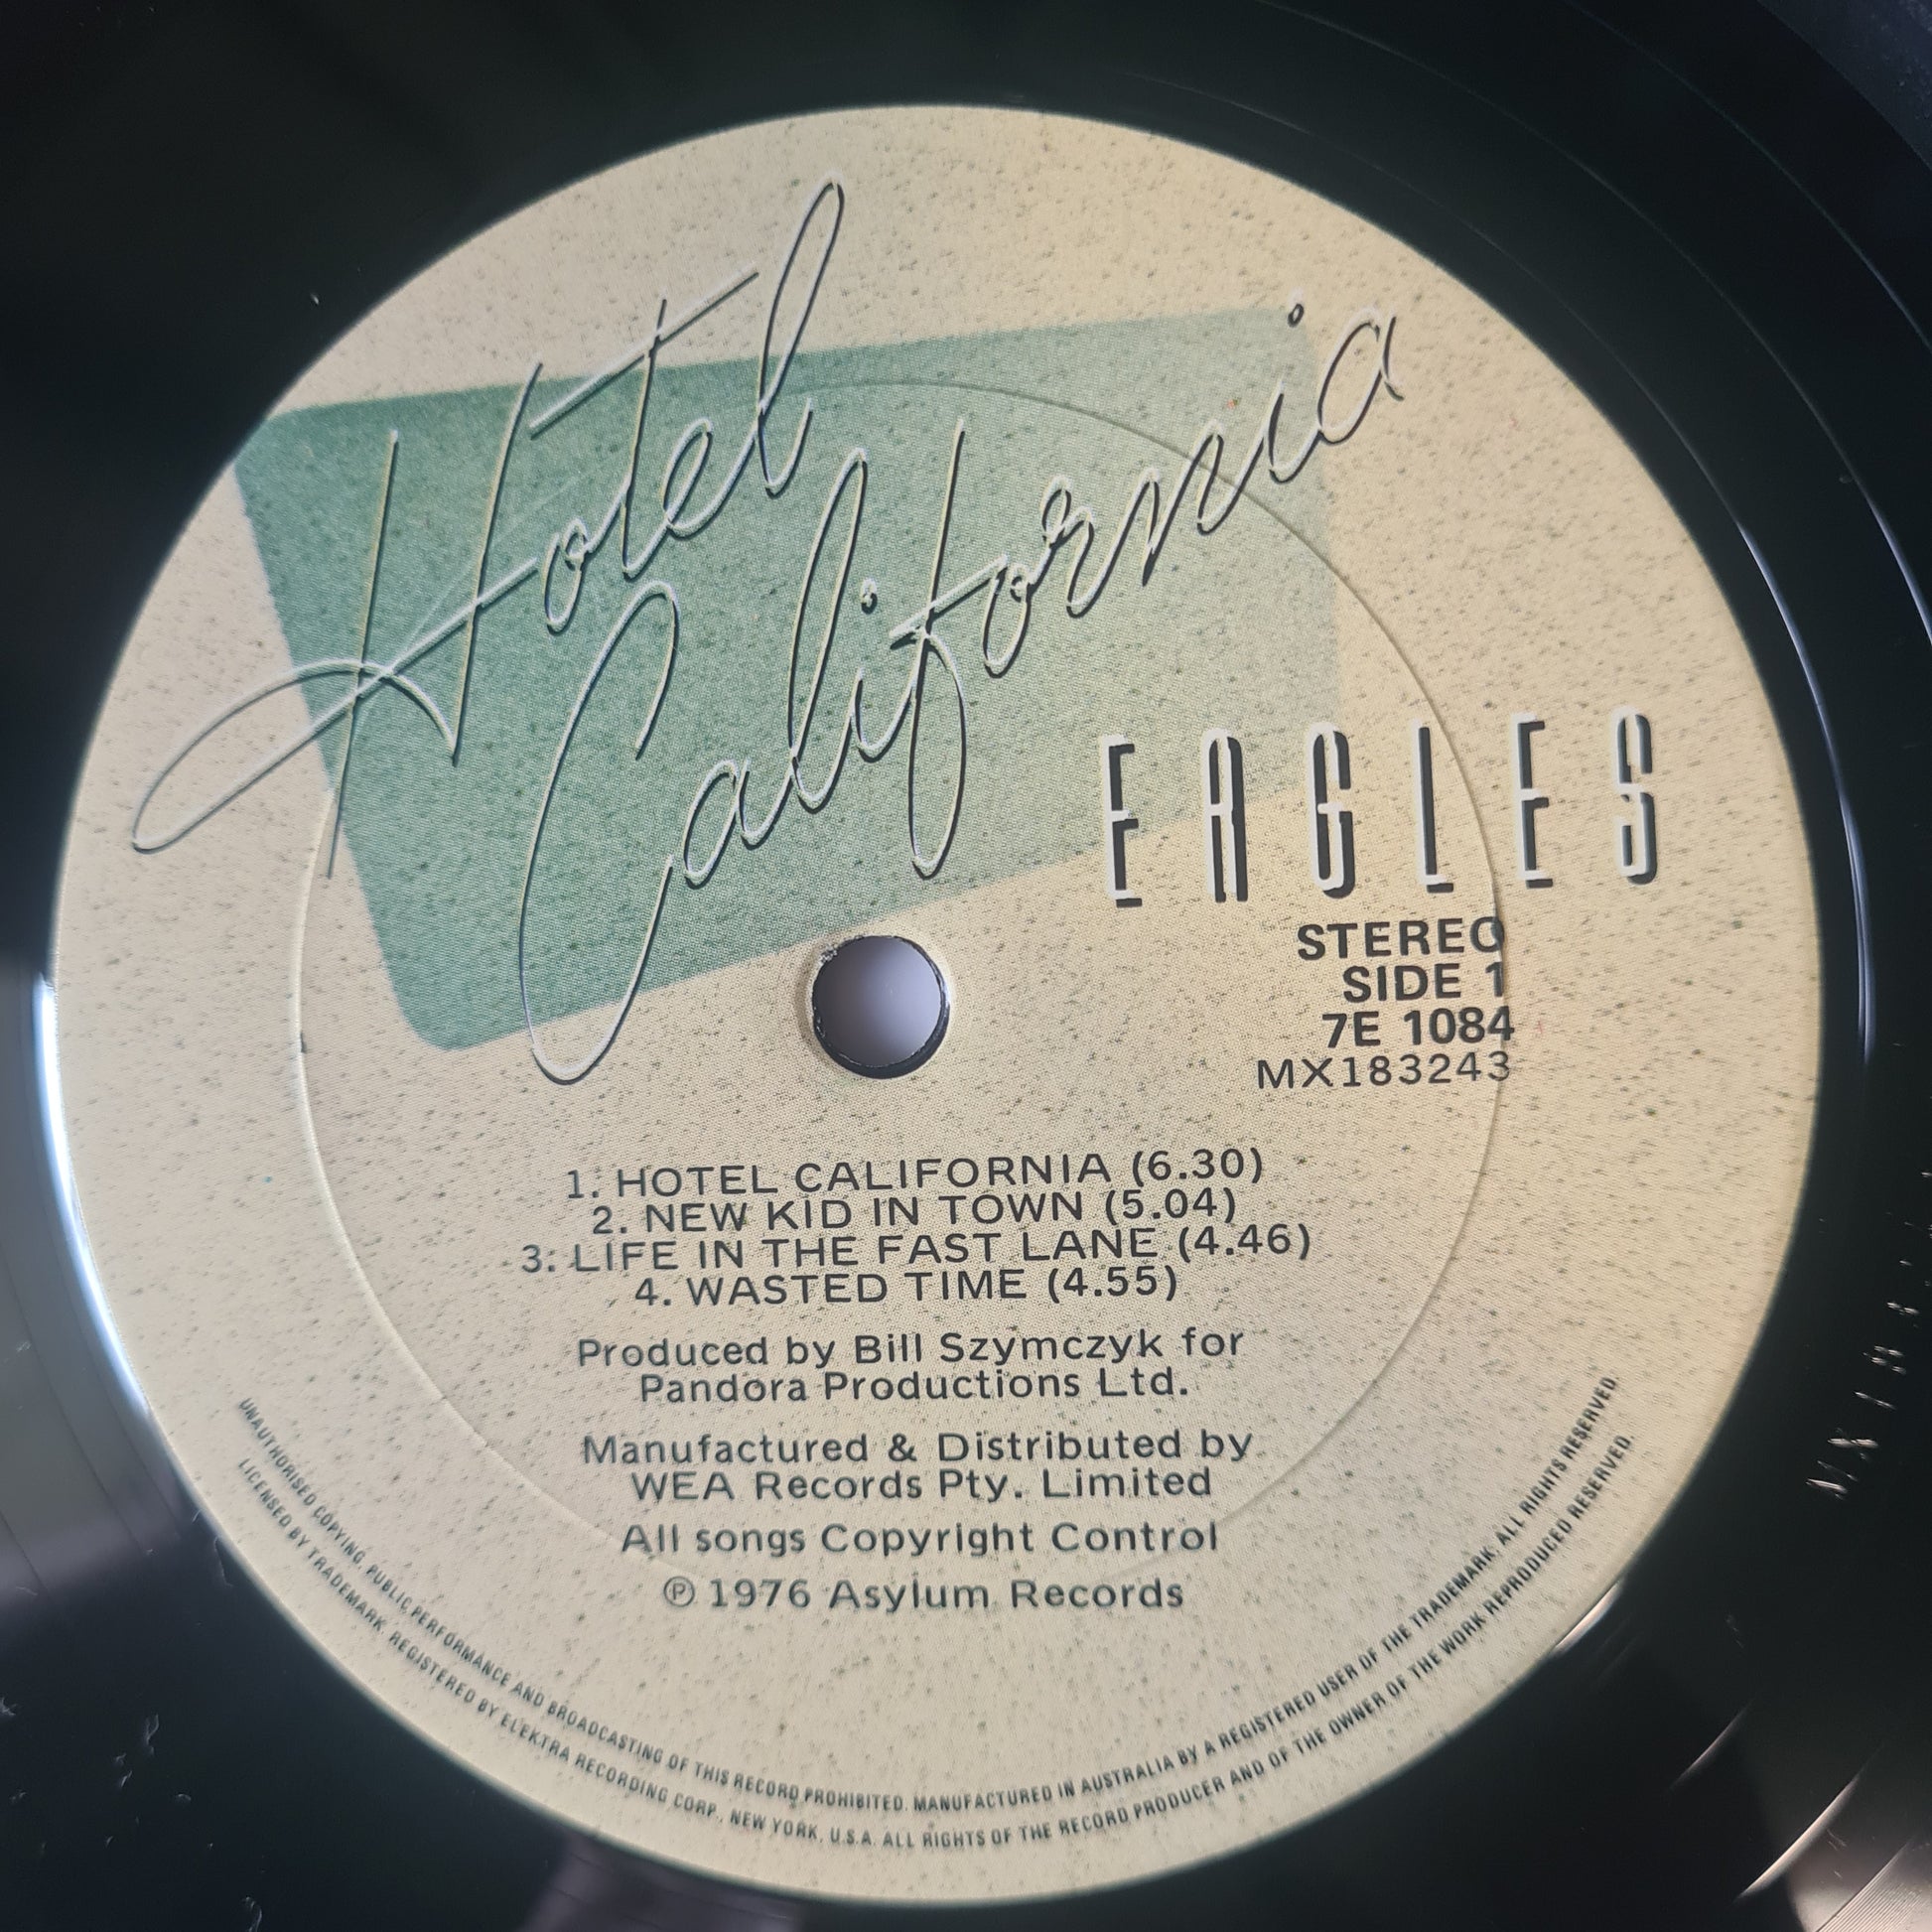 Hotel
California
EAGLES
STEREO
SIDE 1
7E 1084
MX183243
1. HOTEL CALIFORNIA (6.30)
2. NEW KID IN TOWN (5.04)
3. LIFE IN THE FAST LANE (4.46)
4. WASTED TIME (4.55)
Produced by Bill Szymczyk for
Pandora Productions Ltd.
Manufactured & Distributed by
WEA Records Pty. Limited
All songs Copyright Control
℗ 1976 Asylum Records
UNAUTHORISED COPYING, PUBLIC PERFORMANCE AND BROADCASTING OF THIS RECORD PROHIBITED. MANUFACTURED IN AUSTRALIA BY A REGISTERED USER OF THE TRADEMARK. ALL RIGHTS RESERVED.
LICENSED BY TRADEMARK. REGISTERED BY ELEKTRA RECORDING CORP., NEW YORK, U.S.A. ALL RIGHTS OF THE RECORD PRODUCER AND OF THE OWNER OF THE WORK REPRODUCED RESERVED.